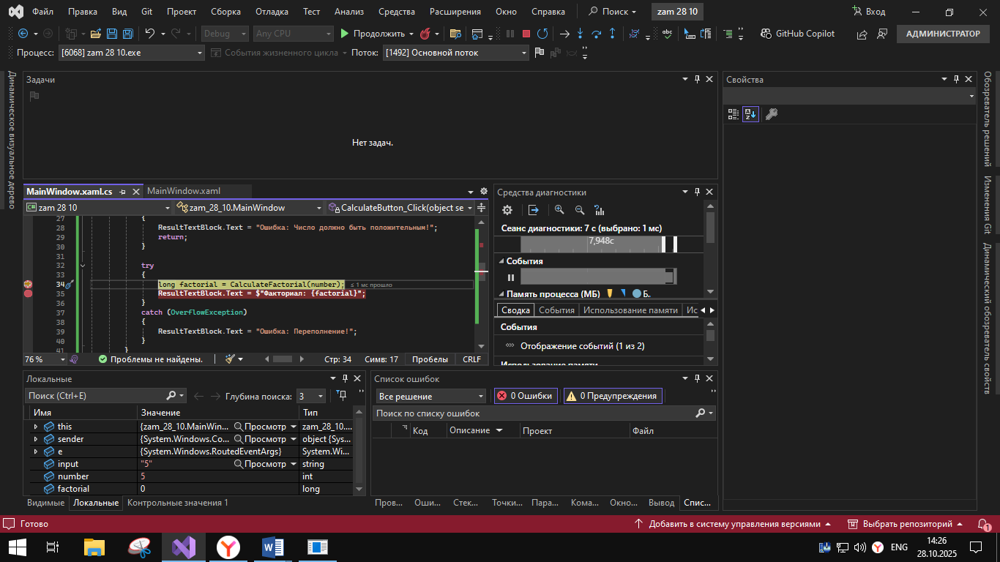 Файл Правка Вид Git Проект Сборка Отладка Тест Анализ Средства Расширения Окно Справка Поиск zam 28 10 Вход
Debug Any CPU Продолжить GitHub Copilot АДМИНИСТРАТОР
Процесс: [6068] zam 28 10.exe События жизненного цикла Поток: [1492] Основной поток
Динамическое визуальное дерево
Задачи
Нет задач.
MainWindow.xaml.cs MainWindow.xaml
zam 28 10 zam_28_10.MainWindow CalculateButton_Click(object se
27 {
28 ResultTextBlock.Text = "Ошибка: Число должно быть положительным!";
29 return;
30 }
31
32 try
33 {
34 long factorial = CalculateFactorial(number); ≤ 1 мс прошло
35 ResultTextBlock.Text = $"Факториал: {factorial}";
36 }
37 catch (OverflowException)
38 {
39 ResultTextBlock.Text = "Ошибка: Переполнение!";
40 }
41 }
76 % Проблемы не найдены. Стр: 34 Симв: 17 Пробелы CRLF
Средства диагностики
Сеанс диагностики: 7 с (выбрано: 1 мс)
7,948с
События
Память процесса (МБ) Б..
Сводка События Использование памяти Ис
События
Отображение событий (1 из 2)
Использование памяти
Локальные
Поиск (Ctrl+E) Глубина поиска: 3
Имя Значение Тип
this {zam_28_10.MainWin... Просмотр zam_28_10....
sender {System.Windows.Co... Просмотр object {Sys...
e {System.Windows.RoutedEventArgs} System.Wi...
input "5" Просмотр string
number 5 int
factorial 0 long
Видимые Локальные Контрольные значения 1
Список ошибок
Все решение 0 Ошибки 0 Предупреждения
Поиск по списку ошибок
Код Описание Проект Файл
Пров... Оши... Стек... Точки... Пара... Кома... Окно... Вывод Спис...
Свойства
Обозреватель решений
Изменения Git
Динамический обозреватель свойств
Готово Добавить в систему управления версиями Выбрать репозиторий 1
ENG 14:26
28.10.2025